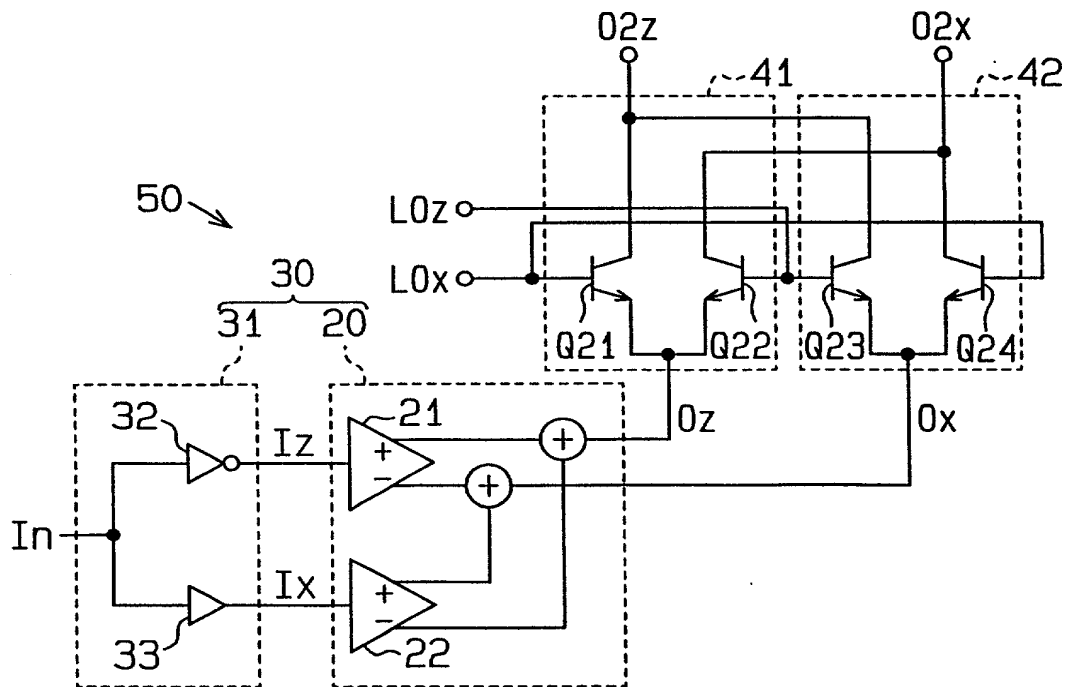 O2z O2x
41 42
50
LOz
LOx
30
31 20
Q21 Q22 Q23 Q24
32 21
Iz
+
−
+
+
Oz Ox
In
Ix
+
−
33 22